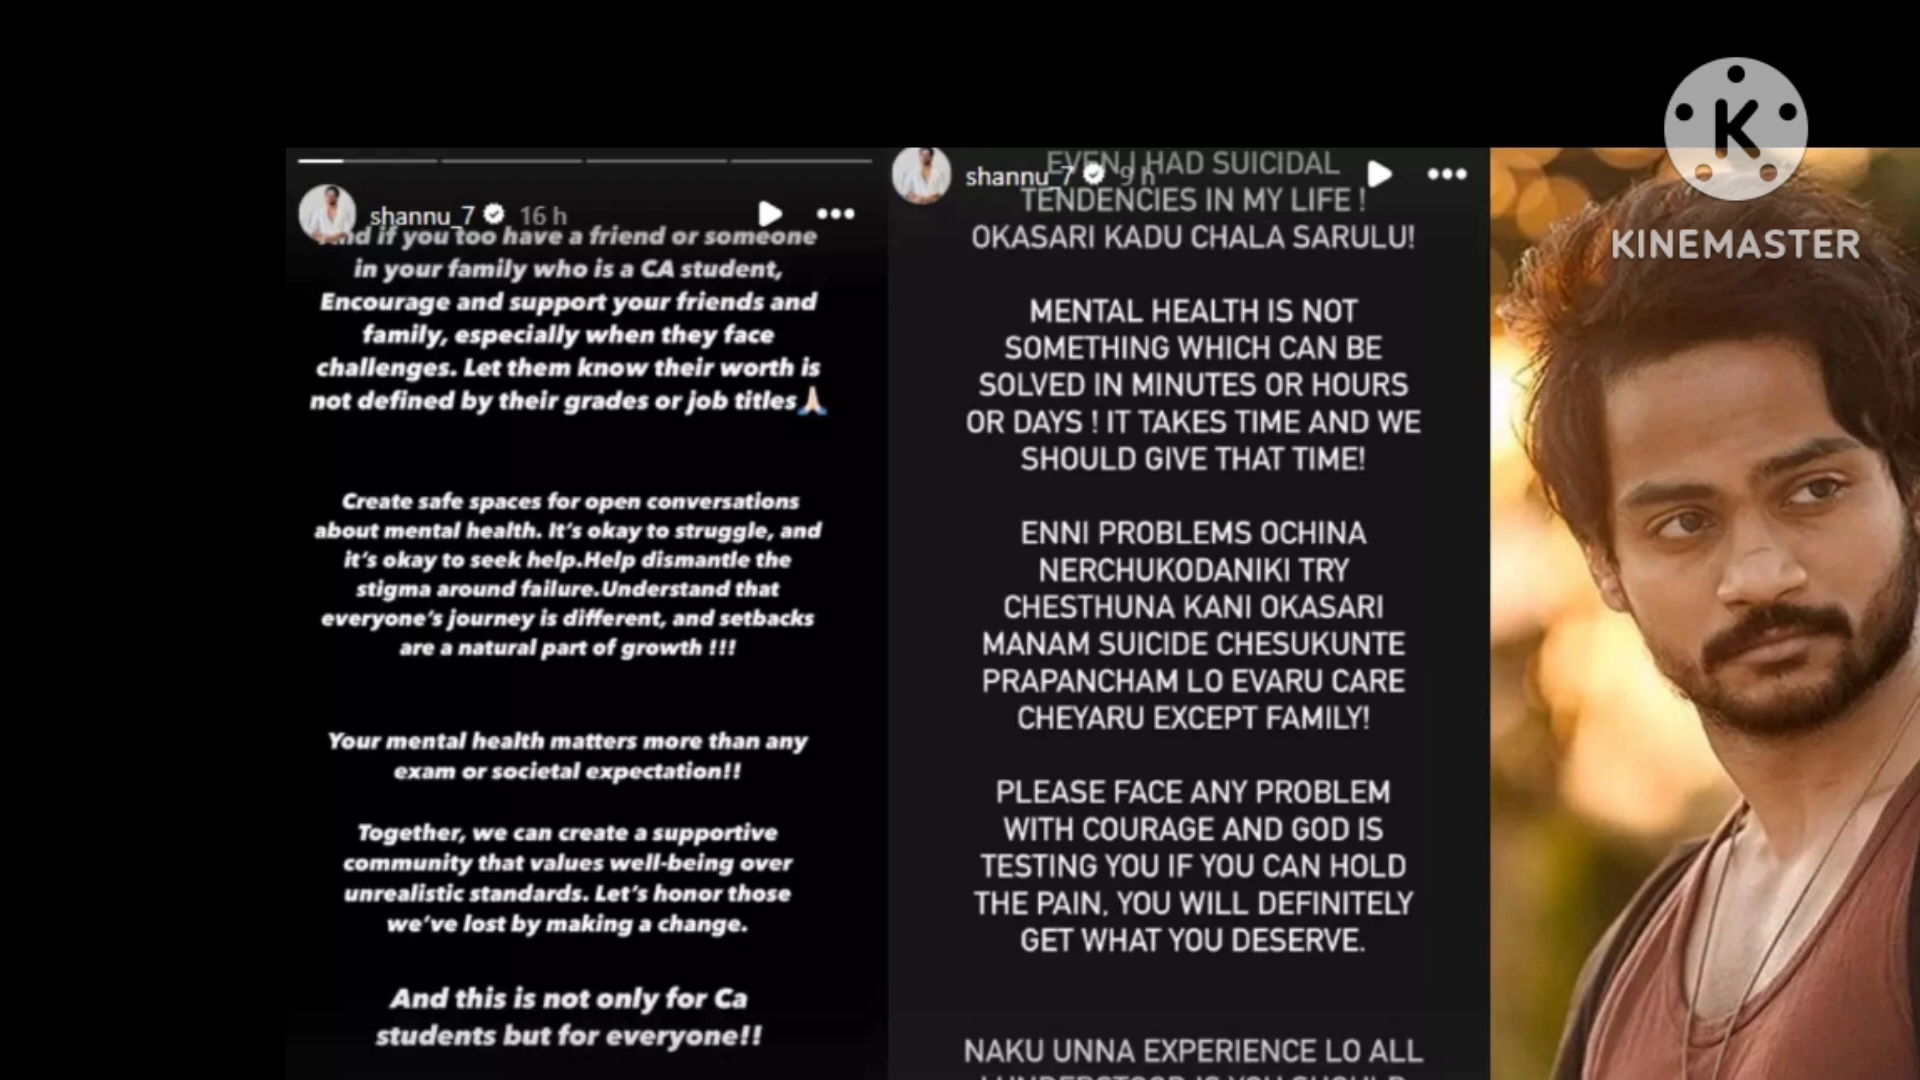 shannu_7 16 h
And if you too have a friend or someone
in your family who is a CA student,
Encourage and support your friends and
family, especially when they face
challenges. Let them know their worth is
not defined by their grades or job titles🙏🏻
Create safe spaces for open conversations
about mental health. It's okay to struggle, and
it's okay to seek help.Help dismantle the
stigma around failure.Understand that
everyone's journey is different, and setbacks
are a natural part of growth !!!
Your mental health matters more than any
exam or societal expectation!!
Together, we can create a supportive
community that values well-being over
unrealistic standards. Let's honor those
we've lost by making a change.
And this is not only for Ca
students but for everyone!!
shannu_7 9 h
EVEN I HAD SUICIDAL
TENDENCIES IN MY LIFE !
OKASARI KADU CHALA SARULU!
MENTAL HEALTH IS NOT
SOMETHING WHICH CAN BE
SOLVED IN MINUTES OR HOURS
OR DAYS ! IT TAKES TIME AND WE
SHOULD GIVE THAT TIME!
ENNI PROBLEMS OCHINA
NERCHUKODANIKI TRY
CHESTHUNA KANI OKASARI
MANAM SUICIDE CHESUKUNTE
PRAPANCHAM LO EVARU CARE
CHEYARU EXCEPT FAMILY!
PLEASE FACE ANY PROBLEM
WITH COURAGE AND GOD IS
TESTING YOU IF YOU CAN HOLD
THE PAIN, YOU WILL DEFINITELY
GET WHAT YOU DESERVE.
NAKU UNNA EXPERIENCE LO ALL
K
KINEMASTER